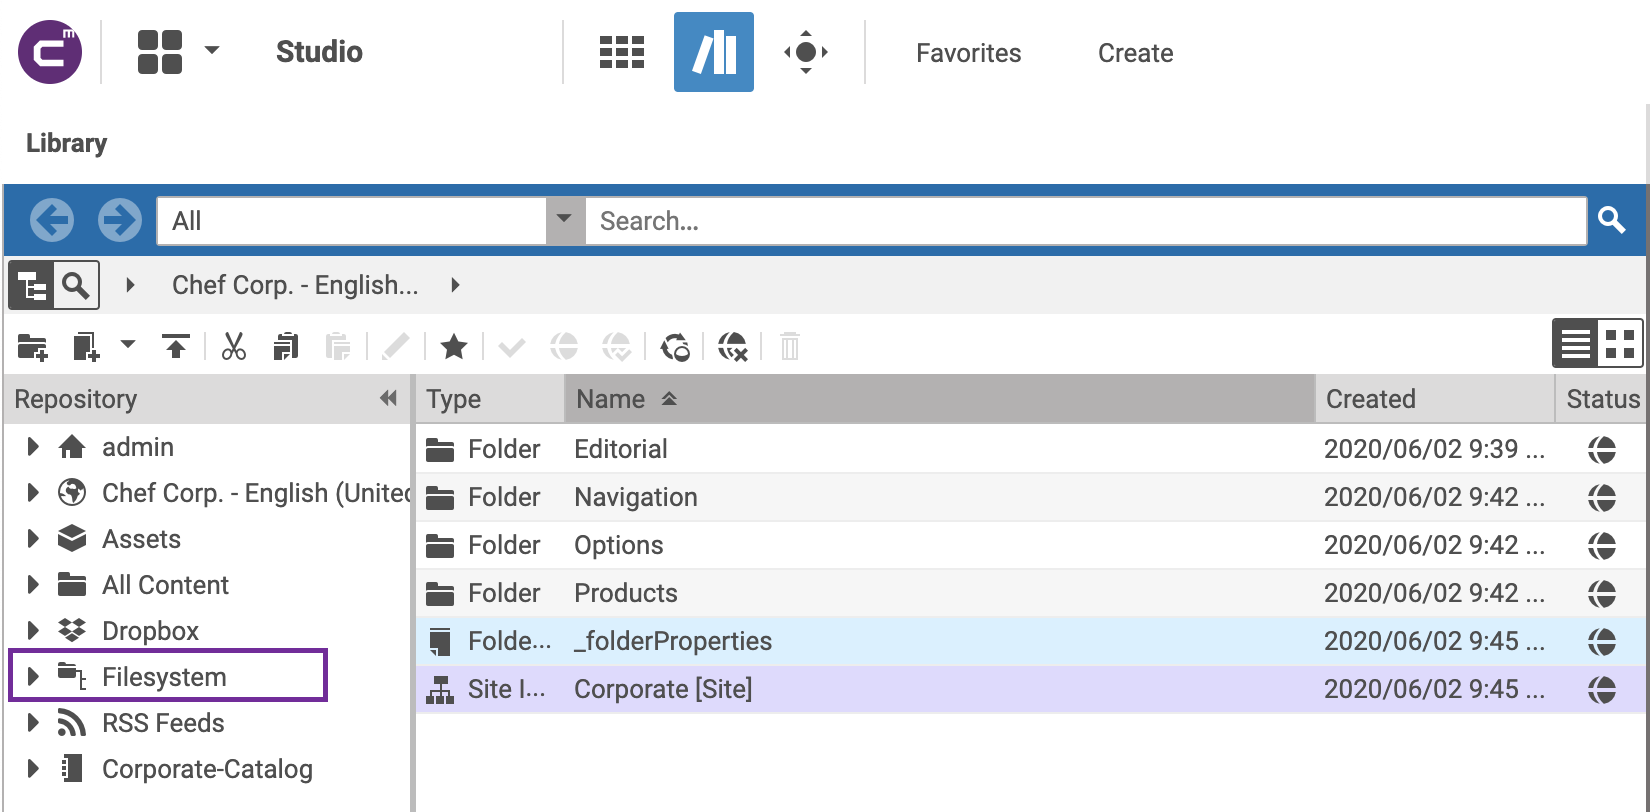 Cm
Studio
Favorites
Create
Library
All
Search...
Chef Corp. - English...
Repository
Type
Name
Created
Status
admin
Chef Corp. - English (United
Assets
All Content
Dropbox
Filesystem
RSS Feeds
Corporate-Catalog
Folder Editorial 2020/06/02 9:39 ...
Folder Navigation 2020/06/02 9:42 ...
Folder Options 2020/06/02 9:42 ...
Folder Products 2020/06/02 9:42 ...
Folde... _folderProperties 2020/06/02 9:45 ...
Site I... Corporate [Site] 2020/06/02 9:45 ...